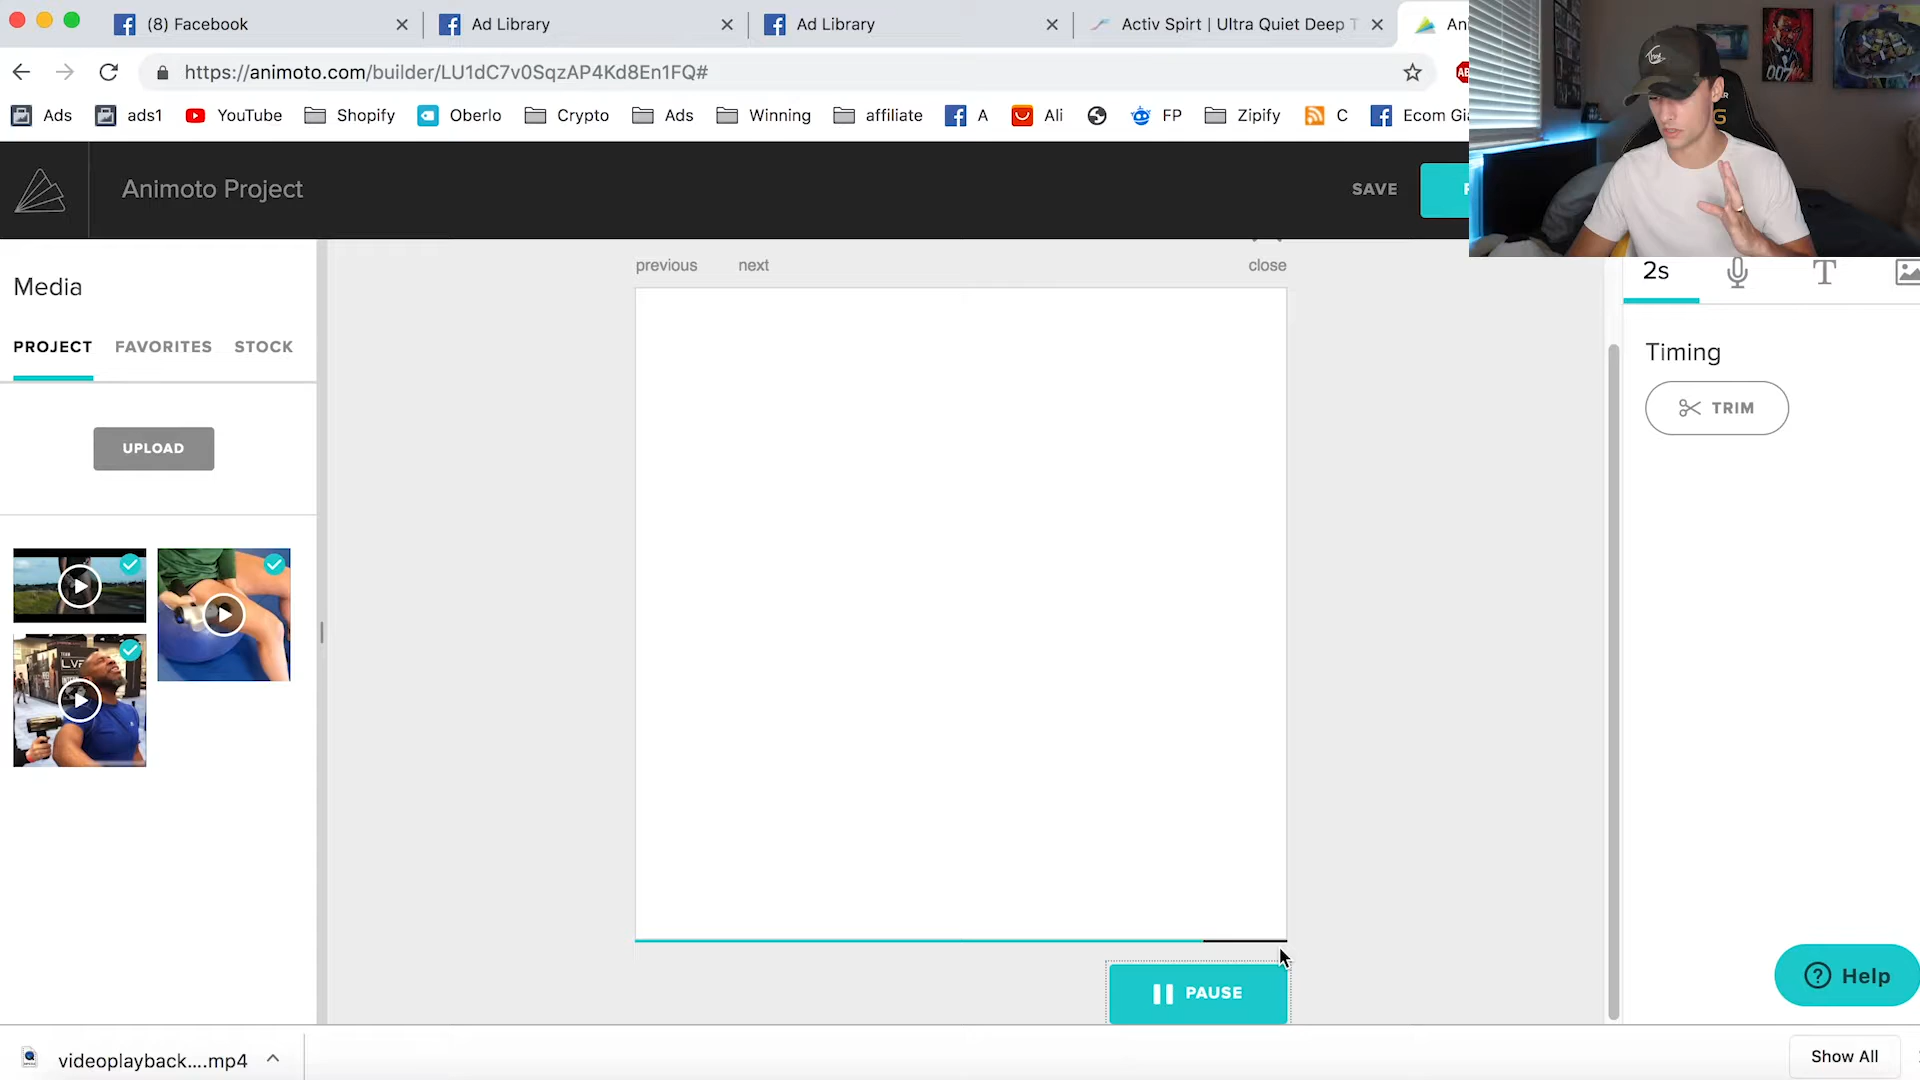 (8) Facebook
Ad Library
Ad Library
Activ Spirt | Ultra Quiet Deep T
https://animoto.com/builder/LU1dC7v0SqzAP4Kd8En1FQ#
Ads
ads1
YouTube
Shopify
Oberlo
Crypto
Ads
Winning
affiliate
A
Ali
FP
Zipify
C
Ecom Gi
007
Animoto Project
SAVE
Media
previous
next
close
2s
PROJECT
FAVORITES
STOCK
Timing
TRIM
UPLOAD
PAUSE
Help
videoplayback....mp4
Show All